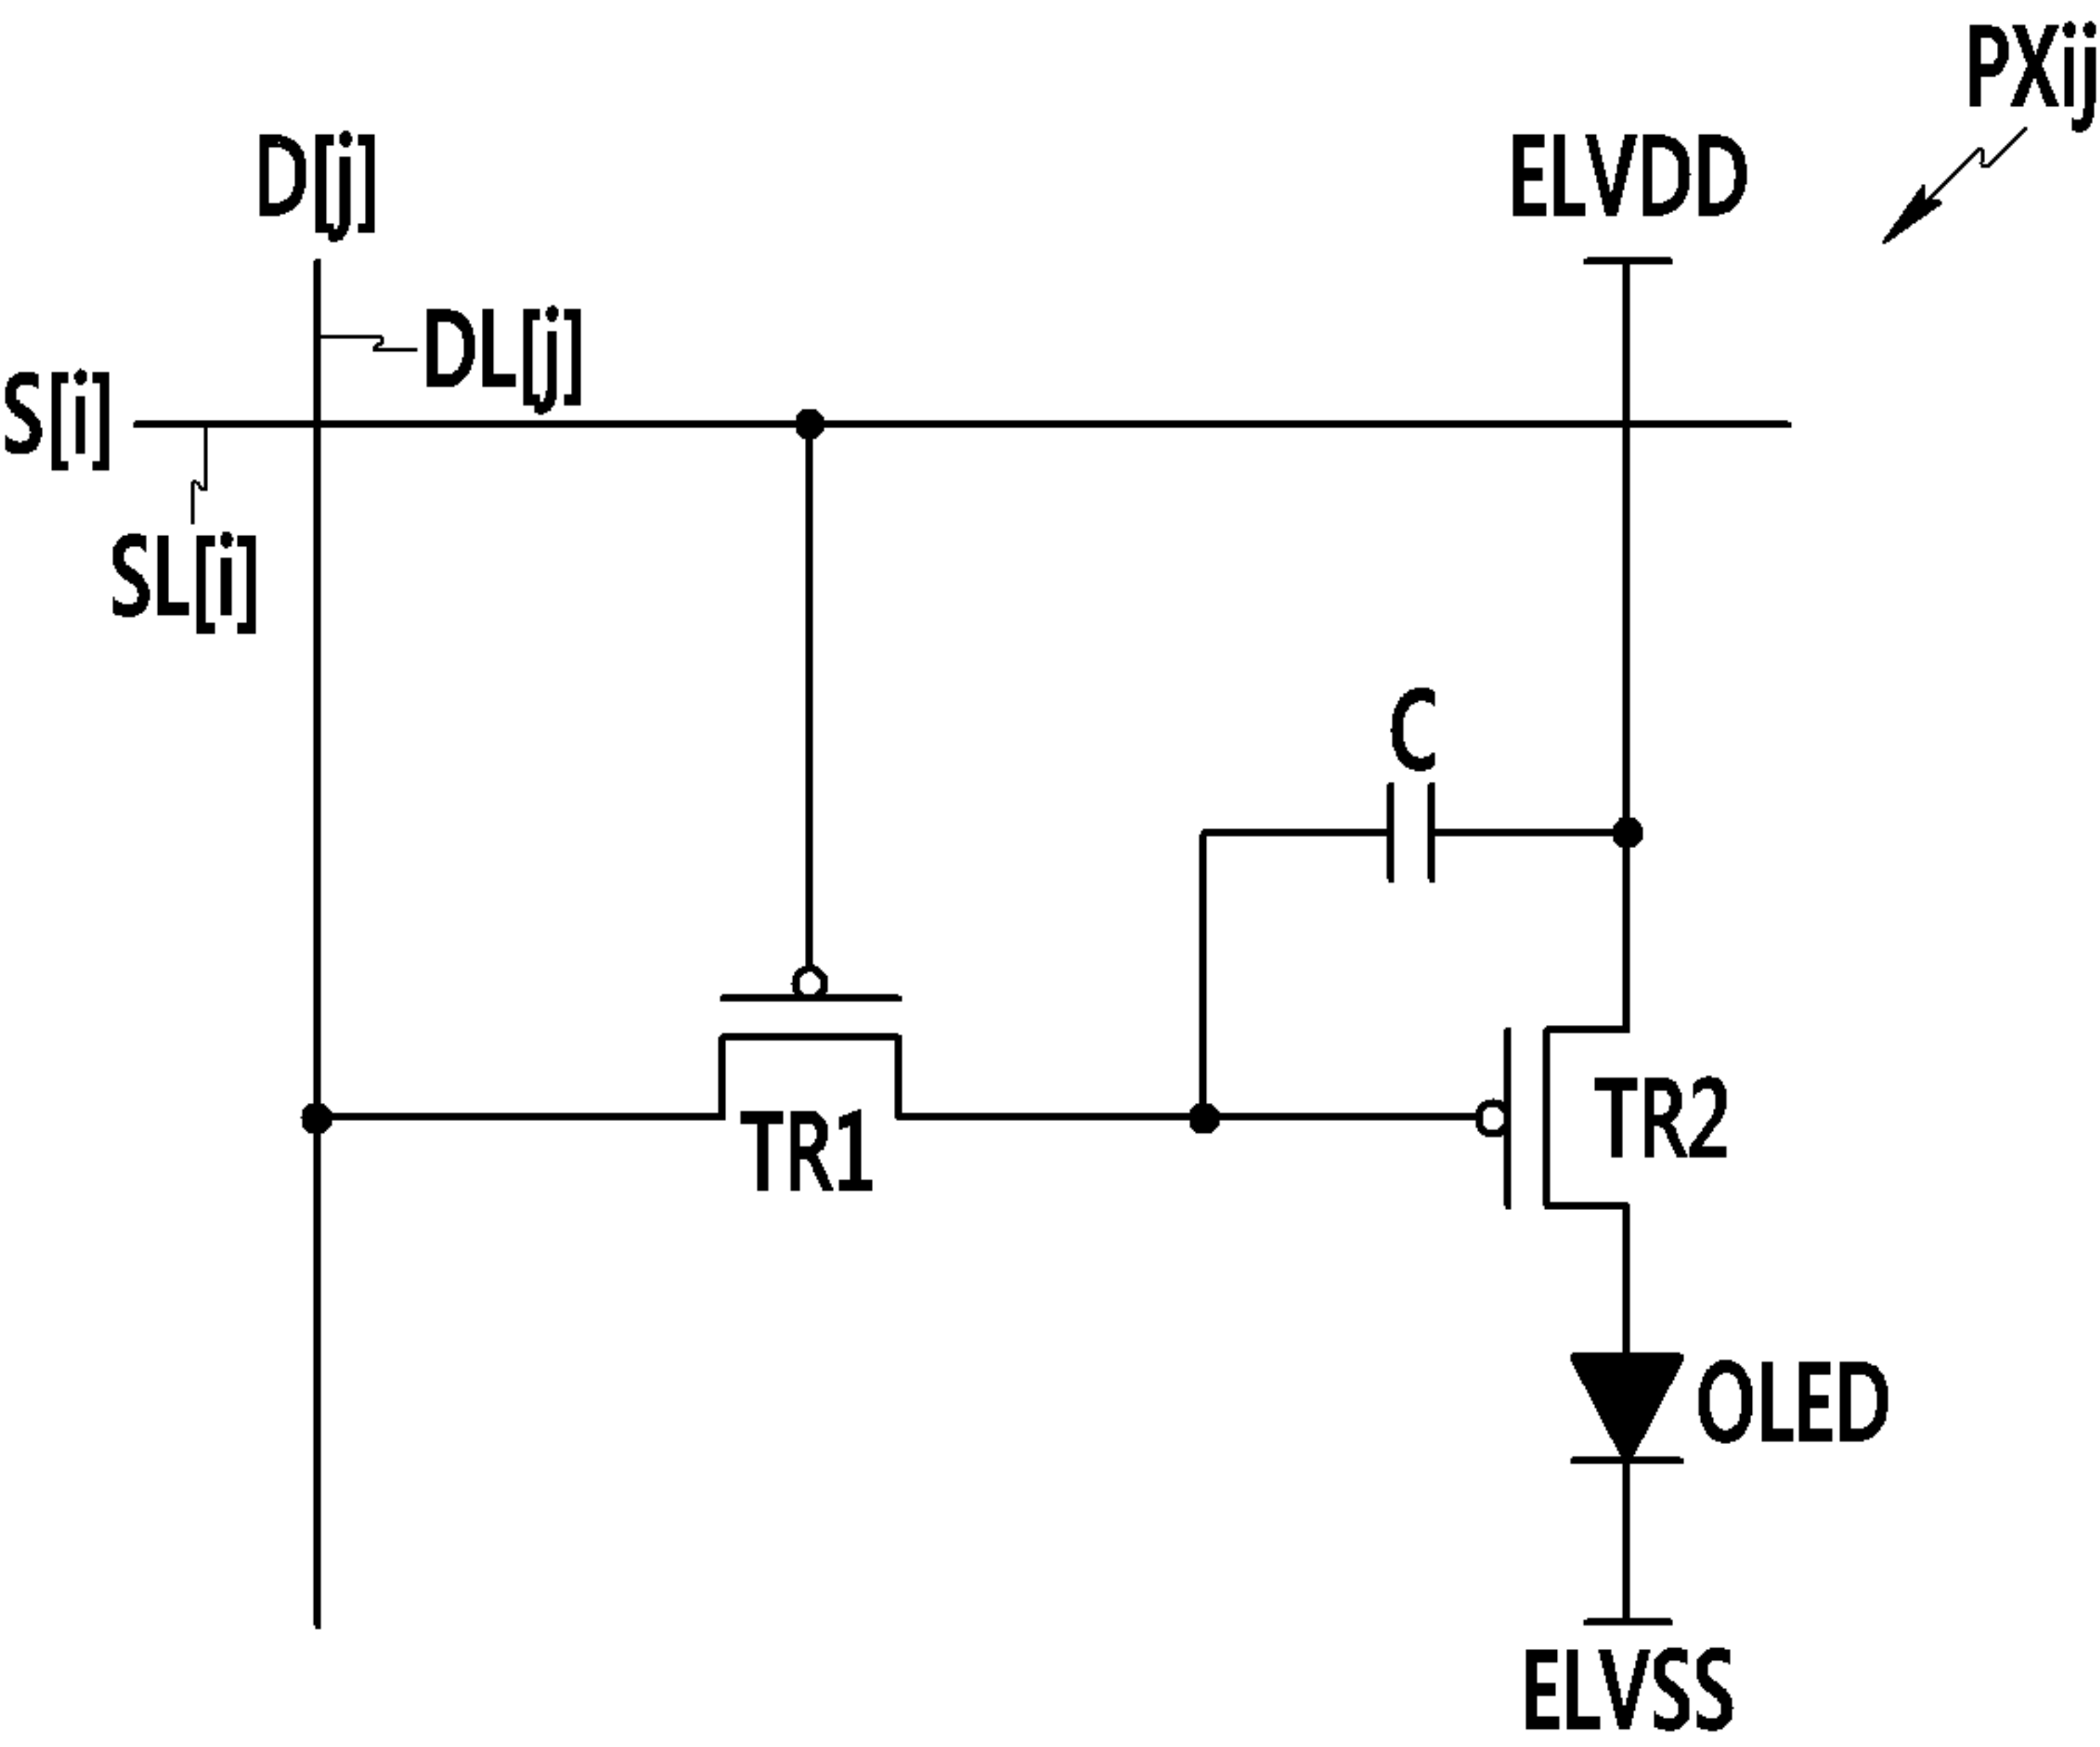 PXij
D[j]
ELVDD
DL[j]
S[i]
SL[i]
C
TR1
TR2
OLED
ELVSS